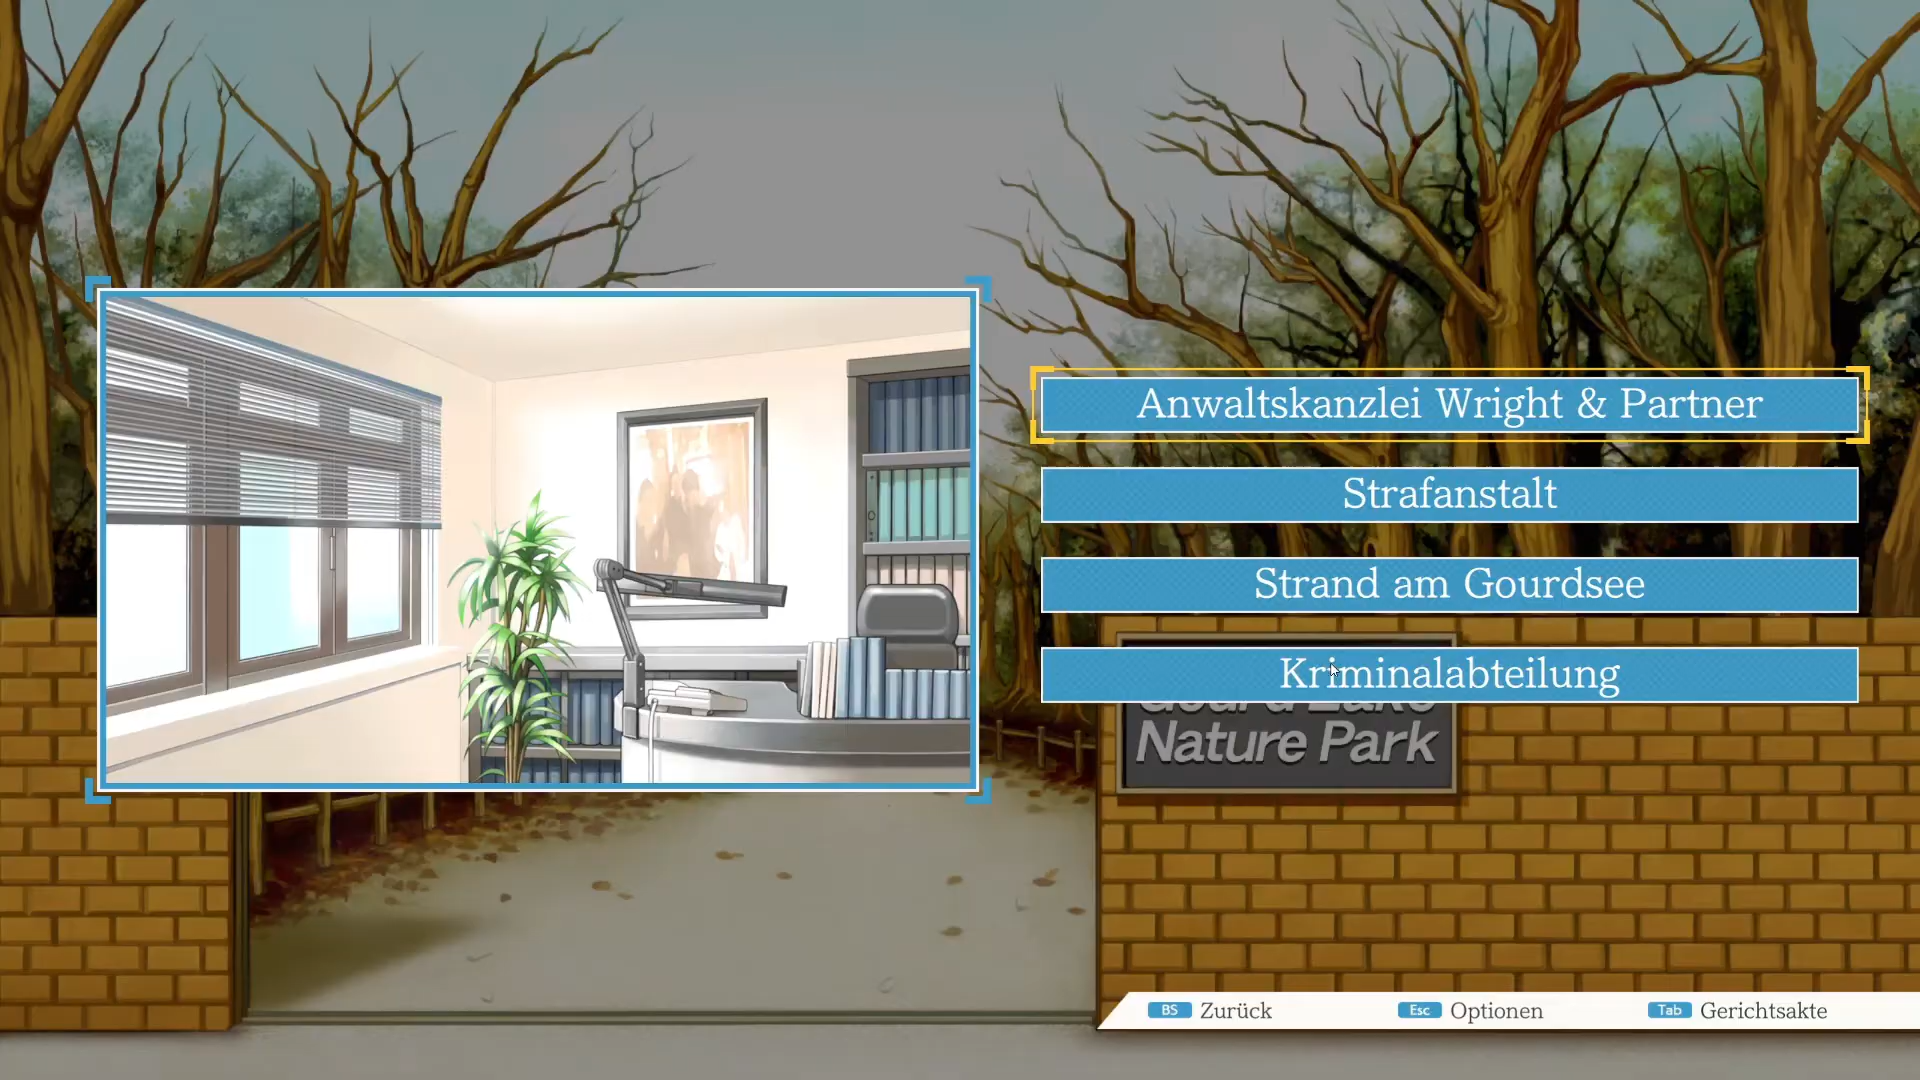 Anwaltskanzlei Wright & Partner
Strafanstalt
Strand am Gourdsee
Kriminalabteilung
Nature Park
BS Zurück
Esc Optionen
Tab Gerichtsakte